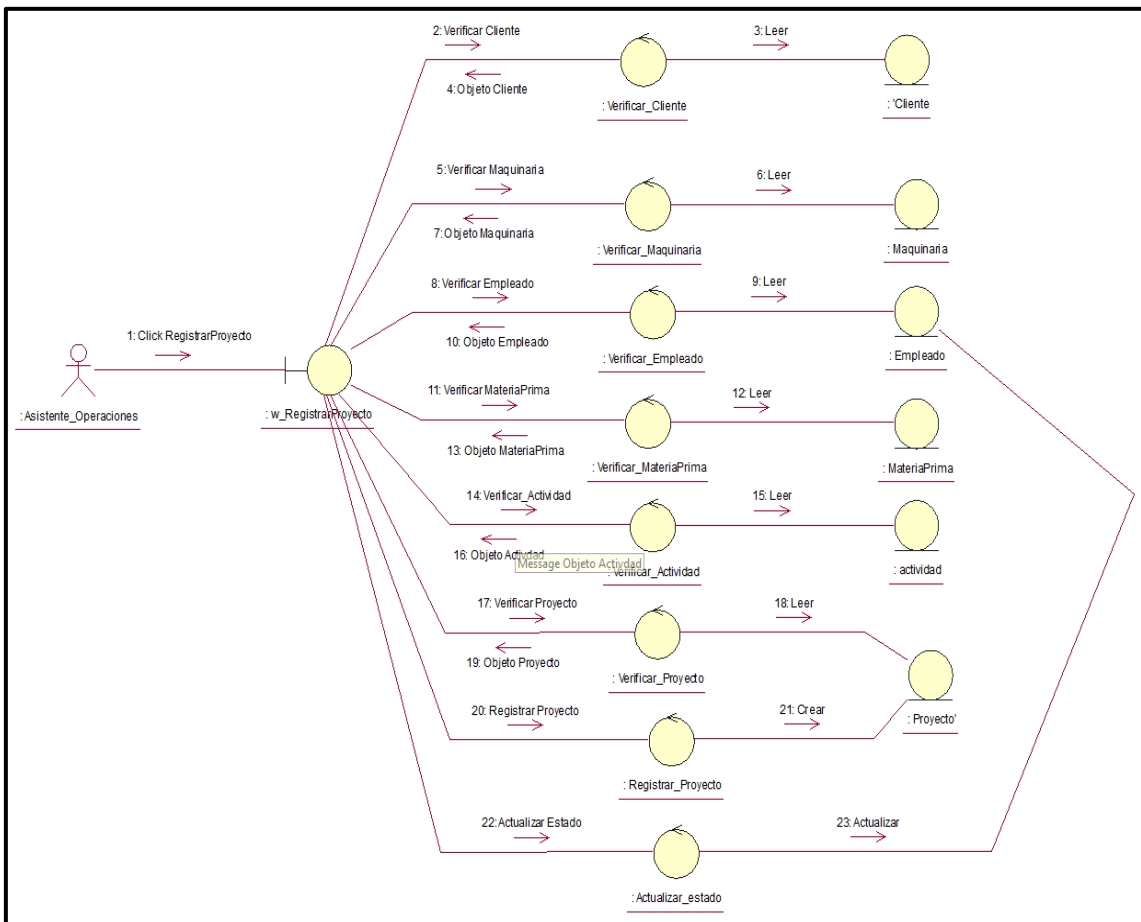 2: Verificar Cliente
3: Leer
4: Objeto Cliente
: Verificar_Cliente
: 'Cliente
5: Verificar Maquinaria
6: Leer
7: Objeto Maquinaria
: Verificar_Maquinaria
: Maquinaria
8: Verificar Empleado
9: Leer
10: Objeto Empleado
: Verificar_Empleado
: Empleado
1: Click RegistrarProyecto
: Asistente_Operaciones
: w_RegistrarProyecto
11: Verificar MateriaPrima
12: Leer
13: Objeto MateriaPrima
: Verificar_MateriaPrima
: MateriaPrima
14: Verificar_Actividad
15: Leer
16: Objeto Activdad
Message Objeto Activdad
: Verificar_Actividad
: actividad
17: Verificar Proyecto
18: Leer
19: Objeto Proyecto
: Verificar_Proyecto
: Proyecto'
20: Registrar Proyecto
21: Crear
: Registrar_Proyecto
22: Actualizar Estado
23: Actualizar
: Actualizar_estado